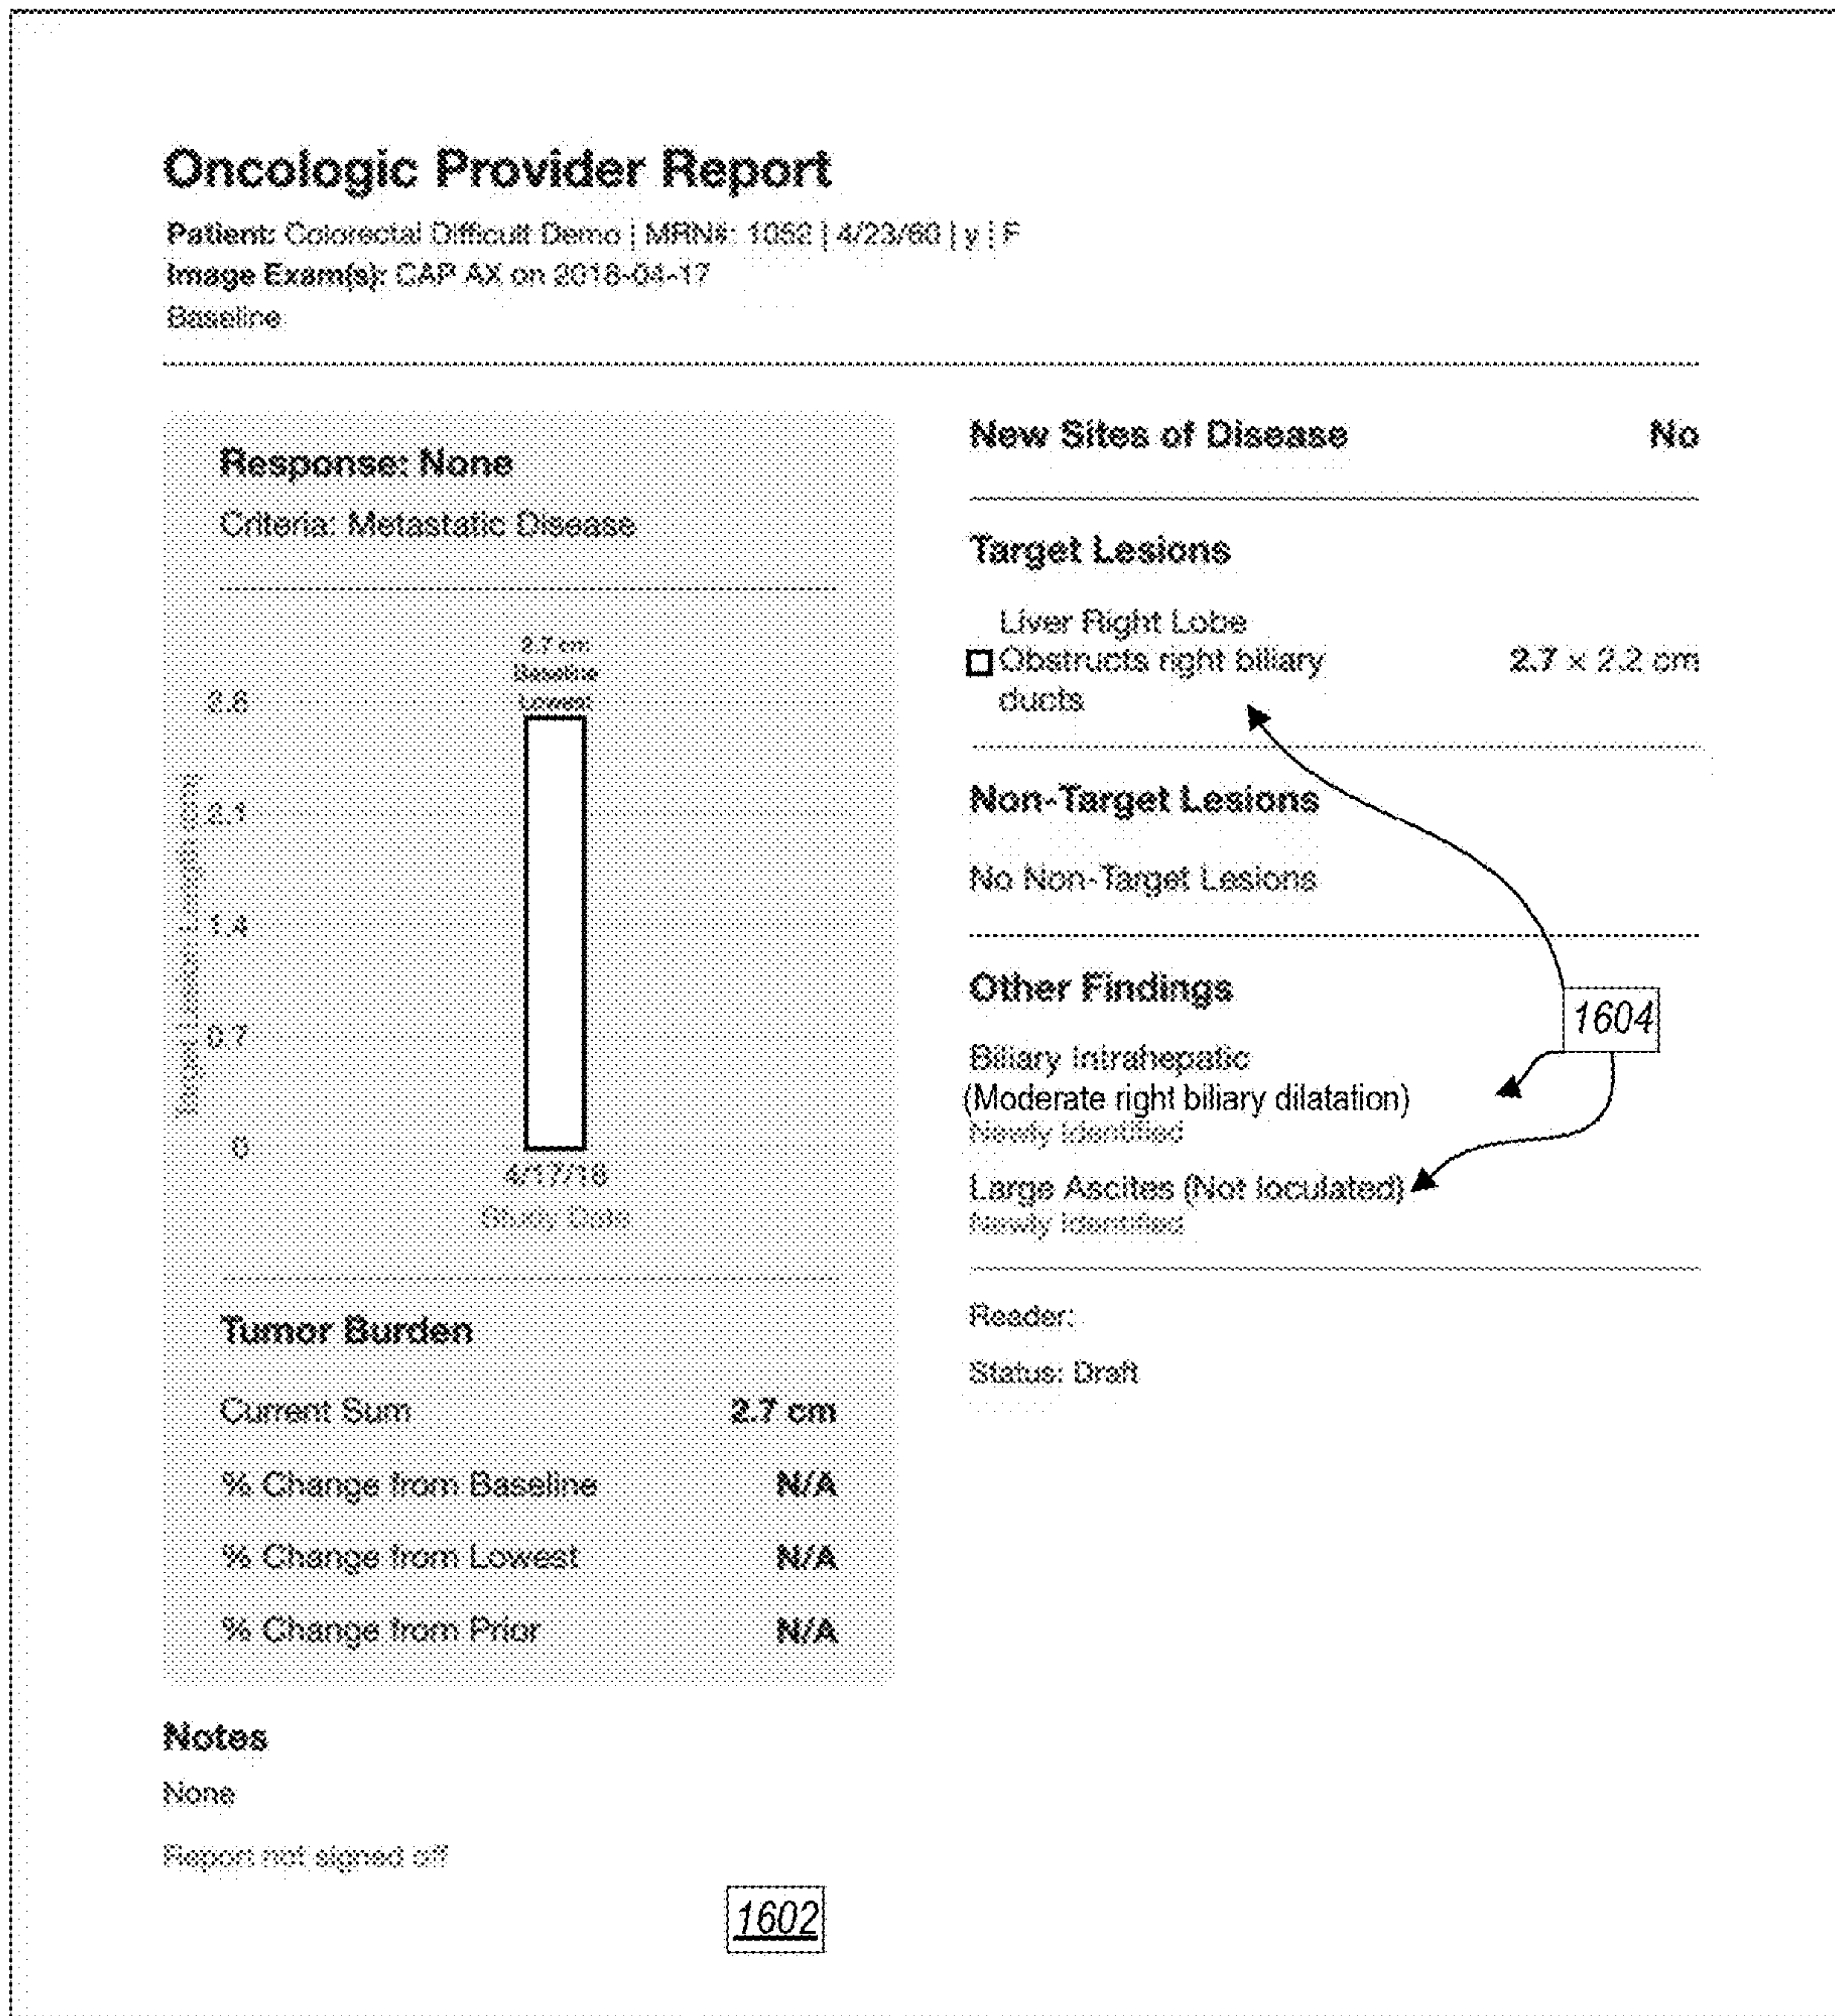 Oncologic Provider Report
Patient: Colorectal Difficult Demo | MRN#: 1052 | 4/23/60 | y | F
Image Exam(s): CAP AX on 2018-04-17
Baseline
Response: None
Criteria: Metastatic Disease
2.7 cm
Baseline
Lowest
2.8
2.1
1.4
0.7
0
4/17/18
Study Date
Tumor Burden
Current Sum 2.7 cm
% Change from Baseline N/A
% Change from Lowest N/A
% Change from Prior N/A
Notes
None
Report not signed off
1602
New Sites of Disease No
Target Lesions
Liver Right Lobe
Obstructs right biliary 2.7 × 2.2 cm
ducts
Non-Target Lesions
No Non-Target Lesions
Other Findings
1604
Biliary Intrahepatic
(Moderate right biliary dilatation)
Newly Identified
Large Ascites (Not loculated)
Newly Identified
Reader:
Status: Draft